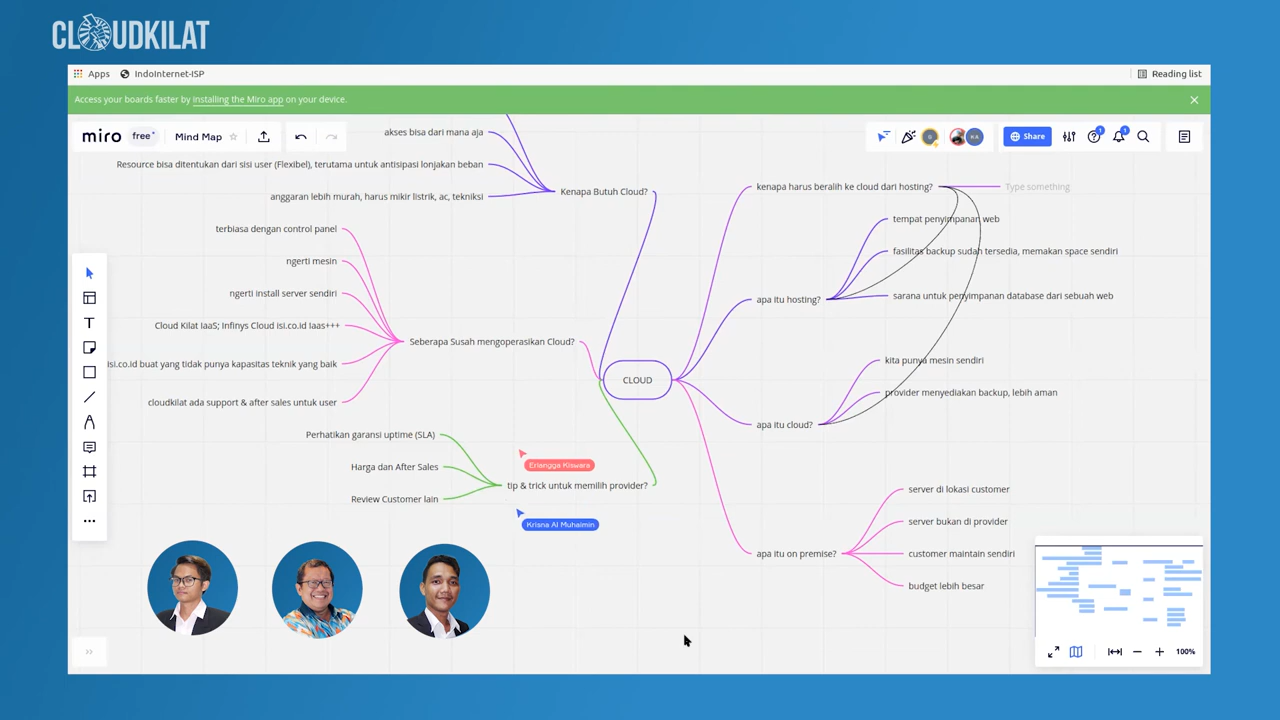 CLOUDKILAT
Apps
IndoInternet-ISP
Reading list
Access your boards faster by installing the Miro app on your device.
miro
free
Mind Map
Share
akses bisa dari mana aja
Resource bisa ditentukan dari sisi user (Flexibel), terutama untuk antisipasi lonjakan beban
anggaran lebih murah, harus mikir listrik, ac, tekniksi
Kenapa Butuh Cloud?
terbiasa dengan control panel
ngerti mesin
ngerti install server sendiri
Cloud Kilat IaaS; Infinys Cloud isi.co.id Iaas+++
isi.co.id buat yang tidak punya kapasitas teknik yang baik
cloudkilat ada support & after sales untuk user
Seberapa Susah mengoperasikan Cloud?
Perhatikan garansi uptime (SLA)
Harga dan After Sales
Review Customer lain
tip & trick untuk memilih provider?
Erlangga Kiswara
Krisna Al Muhaimin
CLOUD
kenapa harus beralih ke cloud dari hosting?
Type something
tempat penyimpanan web
fasilitas backup sudah tersedia, memakan space sendiri
sarana untuk penyimpanan database dari sebuah web
apa itu hosting?
kita punya mesin sendiri
provider menyediakan backup, lebih aman
apa itu cloud?
server di lokasi customer
server bukan di provider
customer maintain sendiri
budget lebih besar
apa itu on premise?
100%